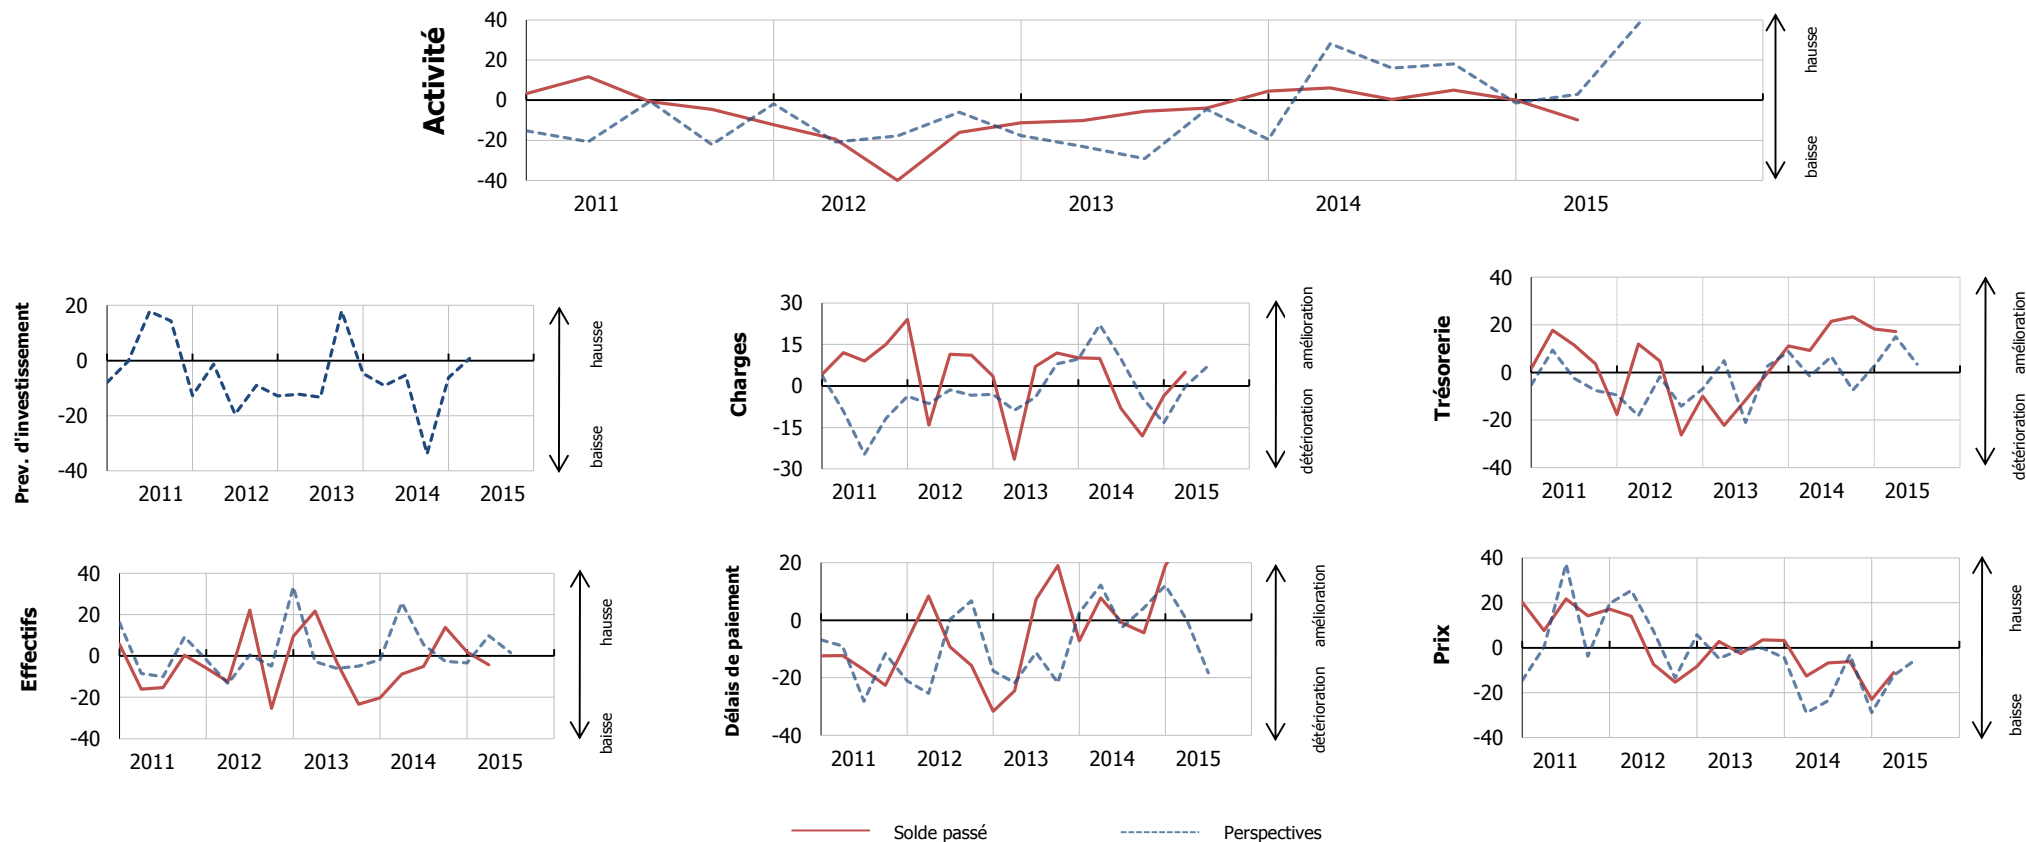 Activité
40
20
0
-20
-40
hausse
baisse
2011 2012 2013 2014 2015
Prev. d'investissement
20
0
-20
-40
hausse
baisse
2011 2012 2013 2014 2015
Charges
30
15
0
-15
-30
amélioration
détérioration
2011 2012 2013 2014 2015
Trésorerie
40
20
0
-20
-40
amélioration
détérioration
2011 2012 2013 2014 2015
Effectifs
40
20
0
-20
-40
hausse
baisse
2011 2012 2013 2014 2015
Délais de paiement
20
0
-20
-40
amélioration
détérioration
2011 2012 2013 2014 2015
Prix
40
20
0
-20
-40
hausse
baisse
2011 2012 2013 2014 2015
Solde passé Perspectives